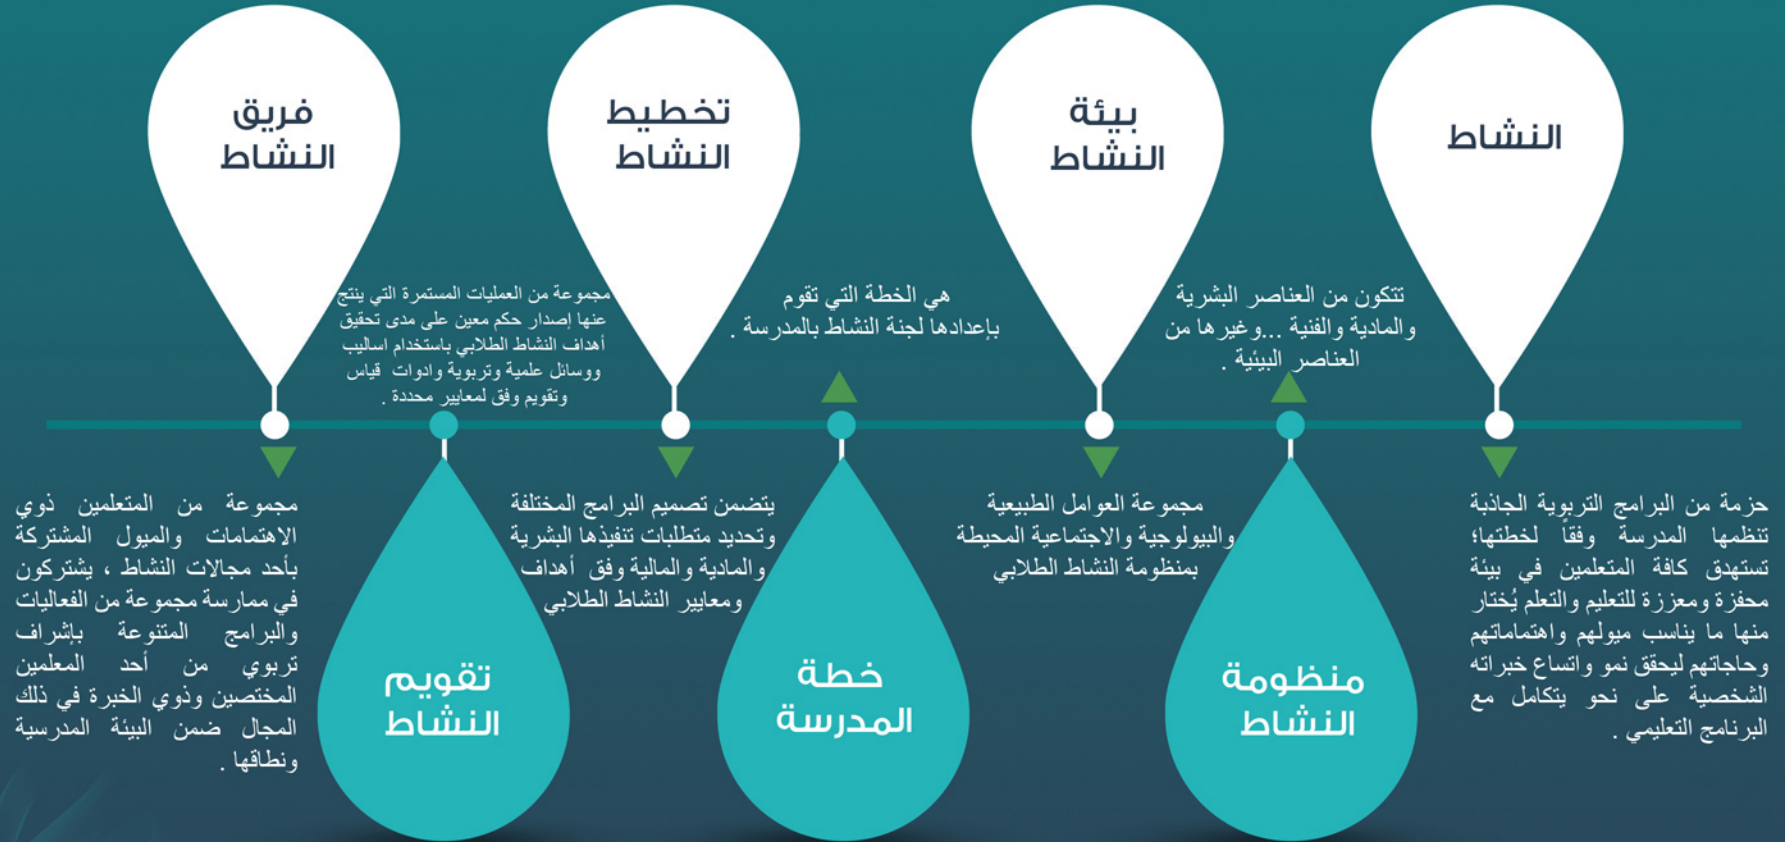 النشاط
حزمة من البرامج التربوية الجاذبة
تنظمها المدرسة وفقاً لخطتها؛
تستهدق كافة المتعلمين في بيئة
محفزة ومعززة للتعليم والتعلم يُختار
منها ما يناسب ميولهم واهتماماتهم
وحاجاتهم ليحقق نمو واتساع خبراته
الشخصية على نحو يتكامل مع
البرنامج التعليمي .
تتكون من العناصر البشرية
والمادية والفنية ...وغيرها من
العناصر البيئية .
منظومة
النشاط
بيئة
النشاط
مجموعة العوامل الطبيعية
والبيولوجية والاجتماعية المحيطة
بمنظومة النشاط الطلابي
هي الخطة التي تقوم
بإعدادها لجنة النشاط بالمدرسة .
خطة
المدرسة
تخطيط
النشاط
يتضمن تصميم البرامج المختلفة
وتحديد متطلبات تنفيذها البشرية
والمادية والمالية وفق أهداف
ومعايير النشاط الطلابي
مجموعة من العمليات المستمرة التي ينتج
عنها إصدار حكم معين على مدى تحقيق
أهداف النشاط الطلابي باستخدام اساليب
ووسائل علمية وتربوية وادوات قياس
وتقويم وفق لمعايير محددة .
تقويم
النشاط
فريق
النشاط
مجموعة من المتعلمين ذوي
الاهتمامات والميول المشتركة
بأحد مجالات النشاط ، يشتركون
في ممارسة مجموعة من الفعاليات
والبرامج المتنوعة بإشراف
تربوي من أحد المعلمين
المختصين وذوي الخبرة في ذلك
المجال ضمن البيئة المدرسية
ونطاقها .